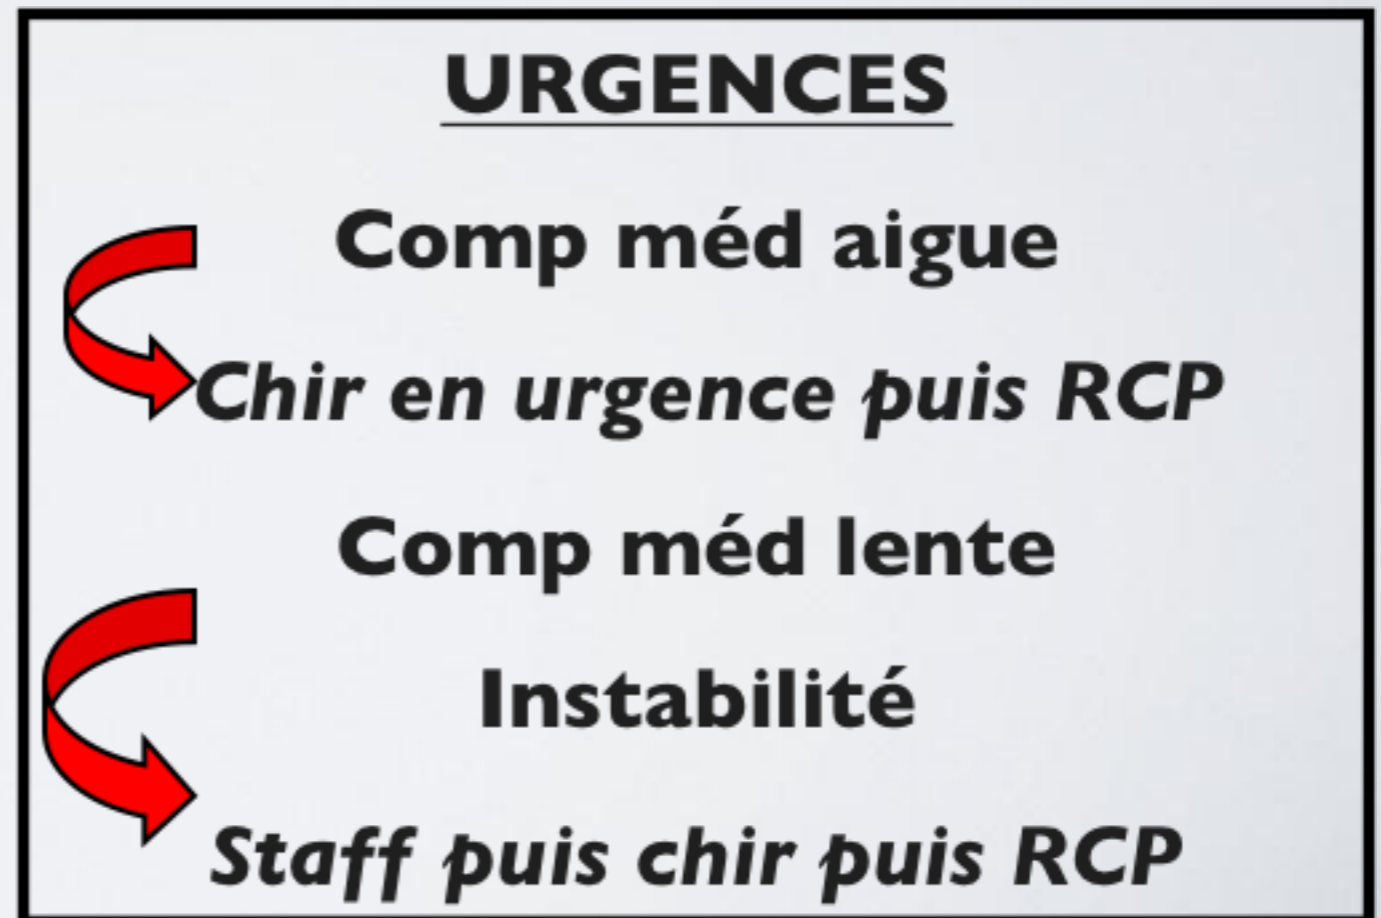 URGENCES
Comp méd aigue
Chir en urgence puis RCP
Comp méd lente
Instabilité
Staff puis chir puis RCP